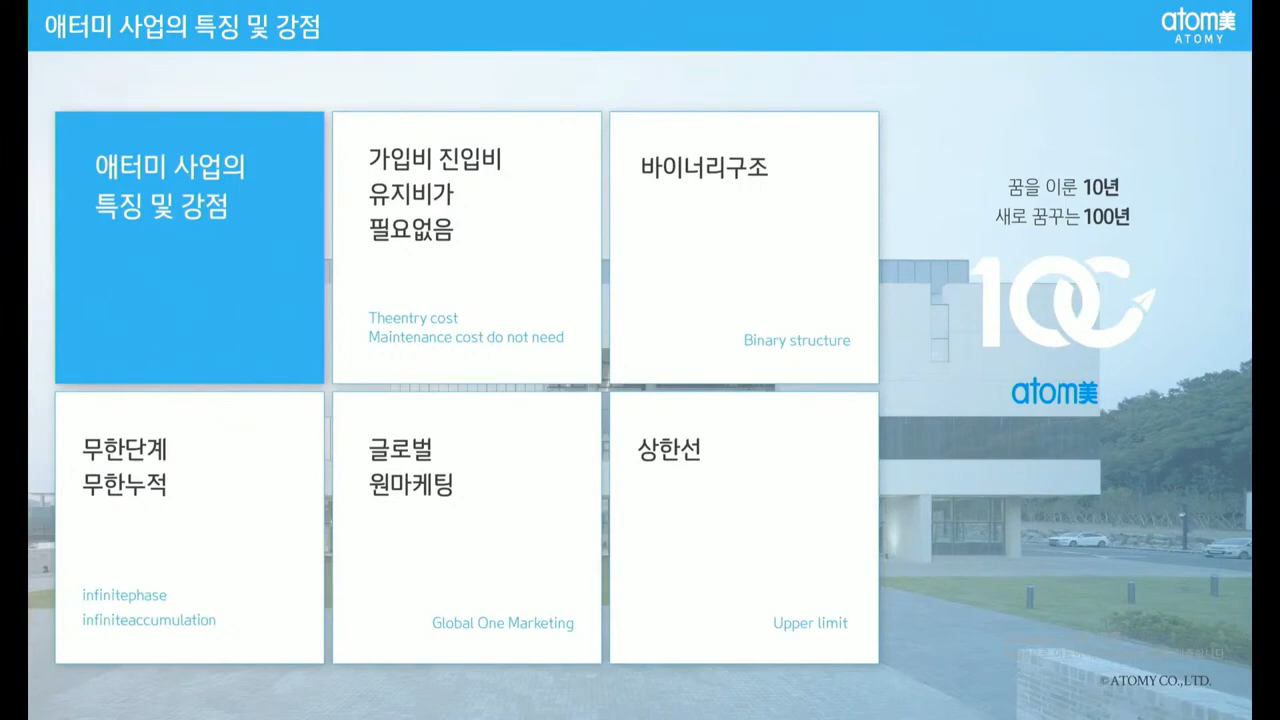 애터미 사업의 특징 및 강점
atom美
ATOMY
애터미 사업의
특징 및 강점
가입비 진입비
유지비가
필요없음
Theentry cost
Maintenance cost do not need
바이너리구조
Binary structure
꿈을 이룬 10년
새로 꿈꾸는 100년
100
atom美
무한단계
무한누적
infinitephase
infiniteaccumulation
글로벌
원마케팅
Global One Marketing
상한선
Upper limit
©ATOMY CO.,LTD.